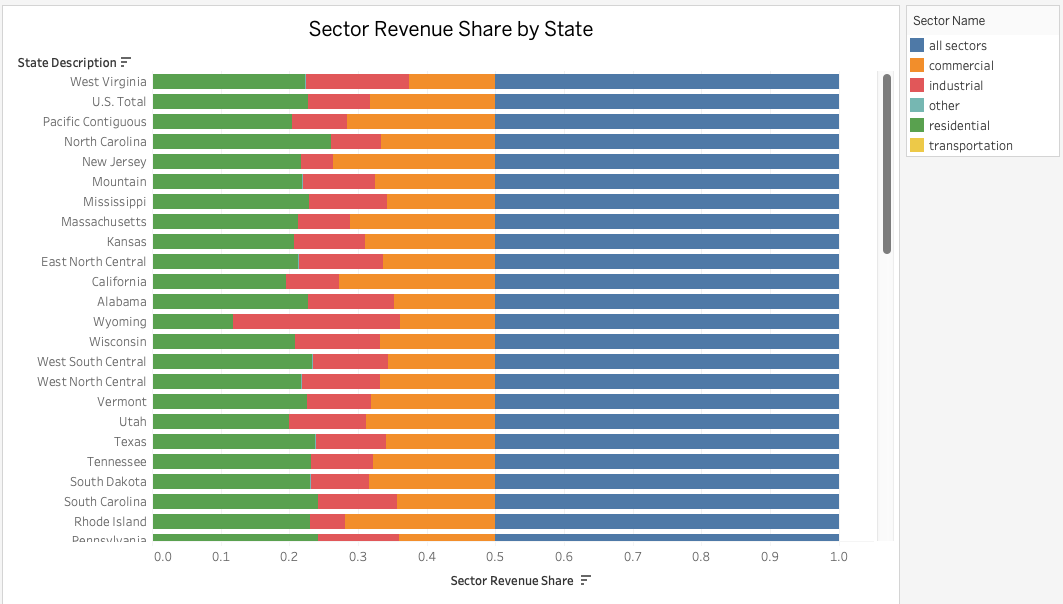 Sector Revenue Share by State
State Description
West Virginia
U.S. Total
Pacific Contiguous
North Carolina
New Jersey
Mountain
Mississippi
Massachusetts
Kansas
East North Central
California
Alabama
Wyoming
Wisconsin
West South Central
West North Central
Vermont
Utah
Texas
Tennessee
South Dakota
South Carolina
Rhode Island
Pennsylvania
0.0 0.1 0.2 0.3 0.4 0.5 0.6 0.7 0.8 0.9 1.0
Sector Revenue Share
Sector Name
all sectors
commercial
industrial
other
residential
transportation